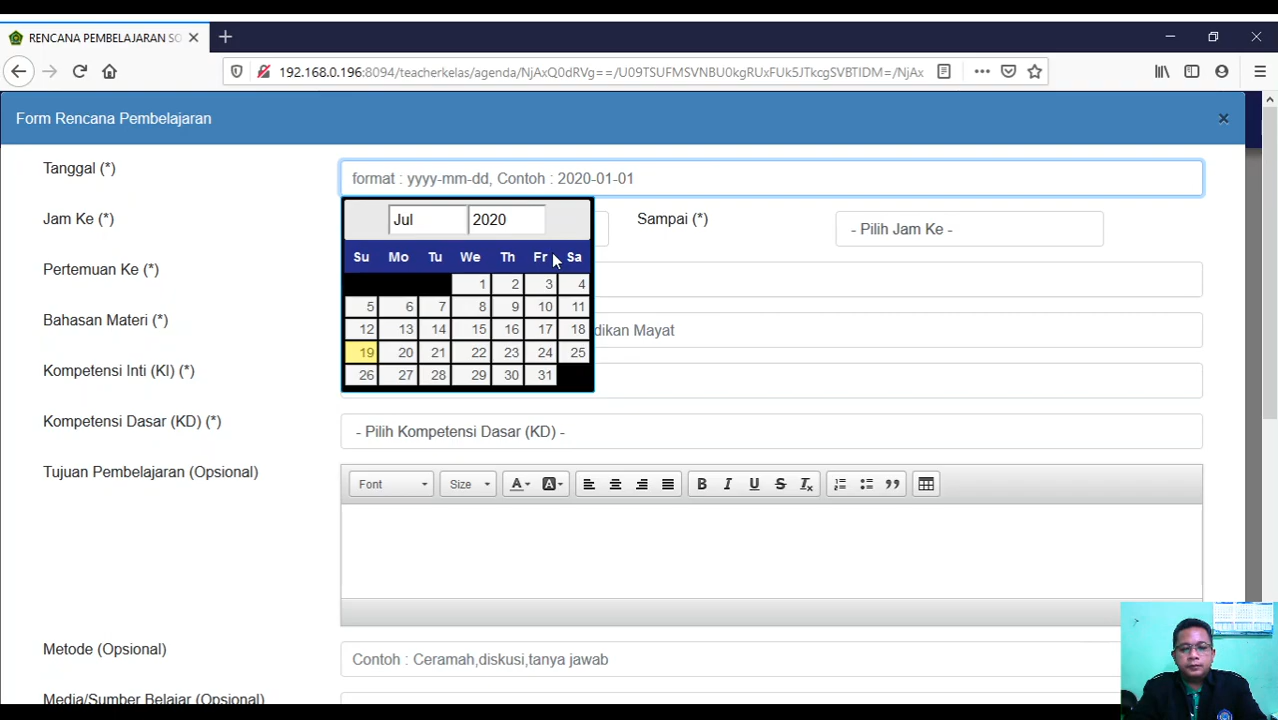 RENCANA PEMBELAJARAN SO
192.168.0.196:8094/teacherkelas/agenda/NjAxQ0dRVg==/U09TSUFMSVNBU0kgRUxFUk5JTkcgSVBTIDM=/NjAx
Form Rencana Pembelajaran
Tanggal (*)
format : yyyy-mm-dd, Contoh : 2020-01-01
Jul 2020
Jam Ke (*)
Sampai (*)
- Pilih Jam Ke -
Su Mo Tu We Th Fr Sa
1 2 3 4
5 6 7 8 9 10 11
12 13 14 15 16 17 18
19 20 21 22 23 24 25
26 27 28 29 30 31
Pertemuan Ke (*)
Bahasan Materi (*)
dikan Mayat
Kompetensi Inti (KI) (*)
Kompetensi Dasar (KD) (*)
- Pilih Kompetensi Dasar (KD) -
Tujuan Pembelajaran (Opsional)
Font Size A A B I U S Tx
Metode (Opsional)
Contoh : Ceramah,diskusi,tanya jawab
Media/Sumber Belajar (Opsional)